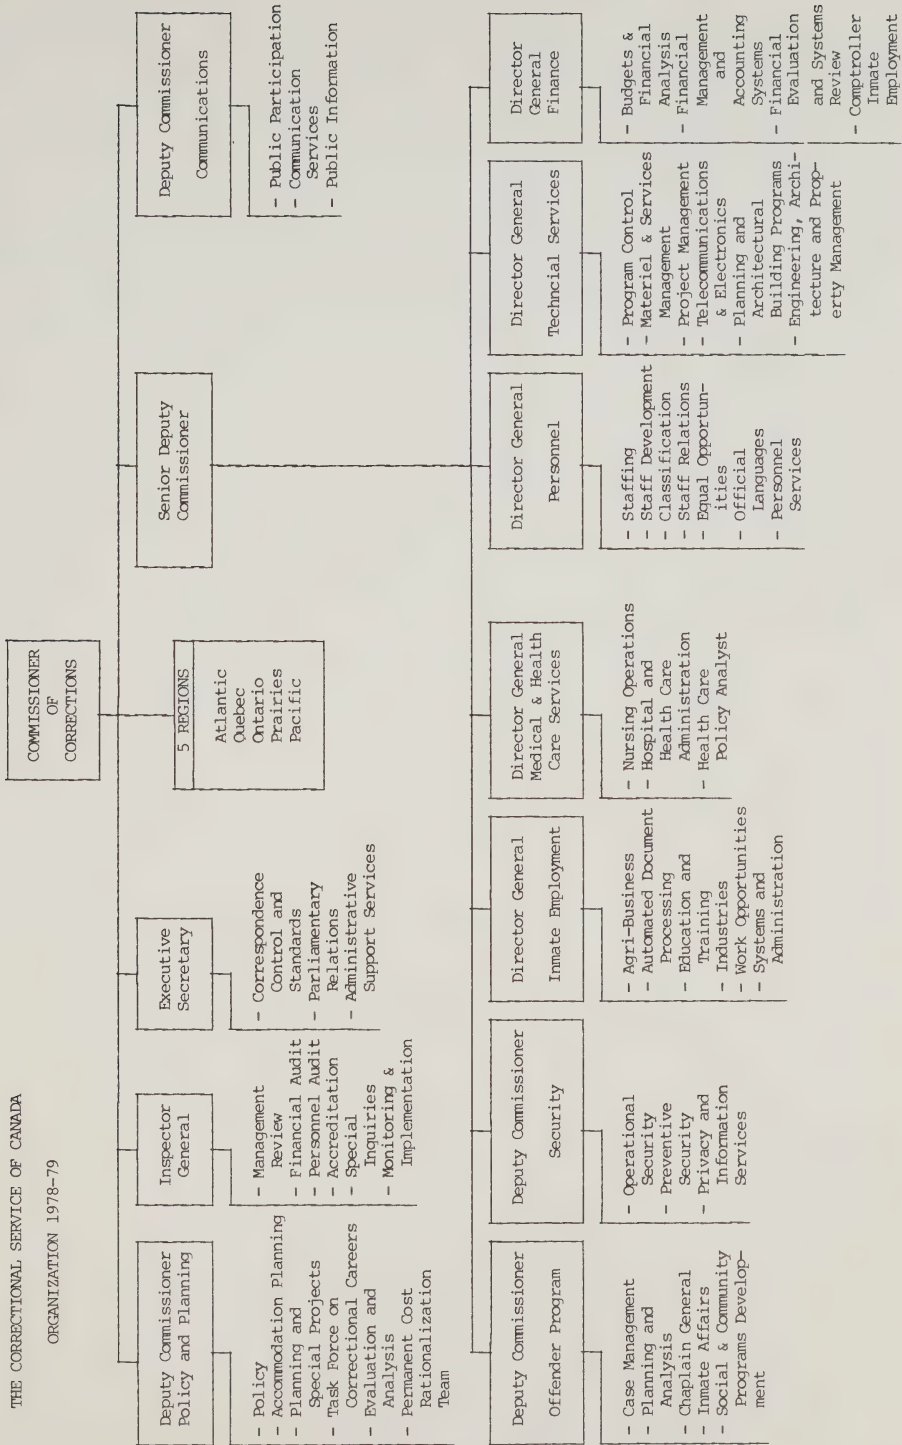 THE CORRECTIONAL SERVICE OF CANADA
ORGANIZATION 1978-79
COMMISSIONER
OF
CORRECTIONS
Deputy Commissioner
Policy and Planning
- Policy
- Accommodation Planning
- Planning and
Special Projects
- Task Force on
Correctional Careers
- Evaluation and
Analysis
- Permanent Cost
Rationalization
Team
Inspector
General
- Management
Review
- Financial Audit
- Personnel Audit
- Accreditation
- Special
Inquiries
- Monitoring &
Implementation
Executive
Secretary
- Correspondence
Control and
Standards
- Parliamentary
Relations
- Administrative
Support Services
5 REGIONS
Atlantic
Quebec
Ontario
Prairies
Pacific
Senior Deputy
Commissioner
Deputy Commissioner
Communications
- Public Participation
- Communication
Services
- Public Information
Deputy Commissioner
Offender Program
- Case Management
- Planning and
Analysis
- Chaplain General
- Inmate Affairs
- Social & Community
Programs Develop-
ment
Deputy Commissioner
Security
- Operational
Security
- Preventive
Security
- Privacy and
Information
Services
Director General
Inmate Employment
- Agri-Business
- Automated Document
Processing
- Education and
Training
- Industries
- Work Opportunities
- Systems and
Administration
Director General
Medical & Health
Care Services
- Nursing Operations
- Hospital and
Health Care
Administration
- Health Care
Policy Analyst
Director General
Personnel
- Staffing
- Staff Development
- Classification
- Staff Relations
- Equal Opportun-
ities
- Official
Languages
- Personnel
Services
Director General
Techncial Services
- Program Control
- Materiel & Services
Management
- Project Management
- Telecommunications
& Electronics
- Planning and
Architectural
Building Programs
- Engineering, Archi-
tecture and Prop-
erty Management
Director
General
Finance
- Budgets &
Financial
Analysis
- Financial
Management
and
Accounting
Systems
- Financial
Evaluation
and Systems
Review
- Comptroller
Inmate
Employment